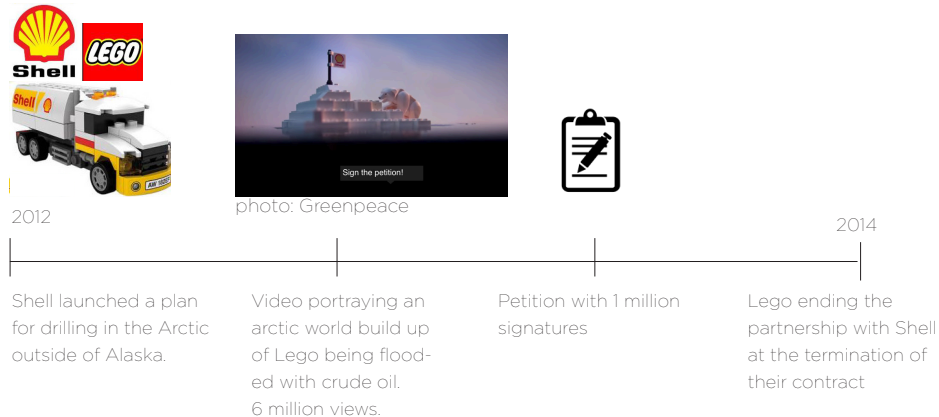 Shell
LEGO
Shell
Sign the petition!
photo: Greenpeace
2012
2014
Shell launched a plan
for drilling in the Arctic
outside of Alaska.
Video portraying an
arctic world build up
of Lego being flood-
ed with crude oil.
6 million views.
Petition with 1 million
signatures
Lego ending the
partnership with Shell
at the termination of
their contract